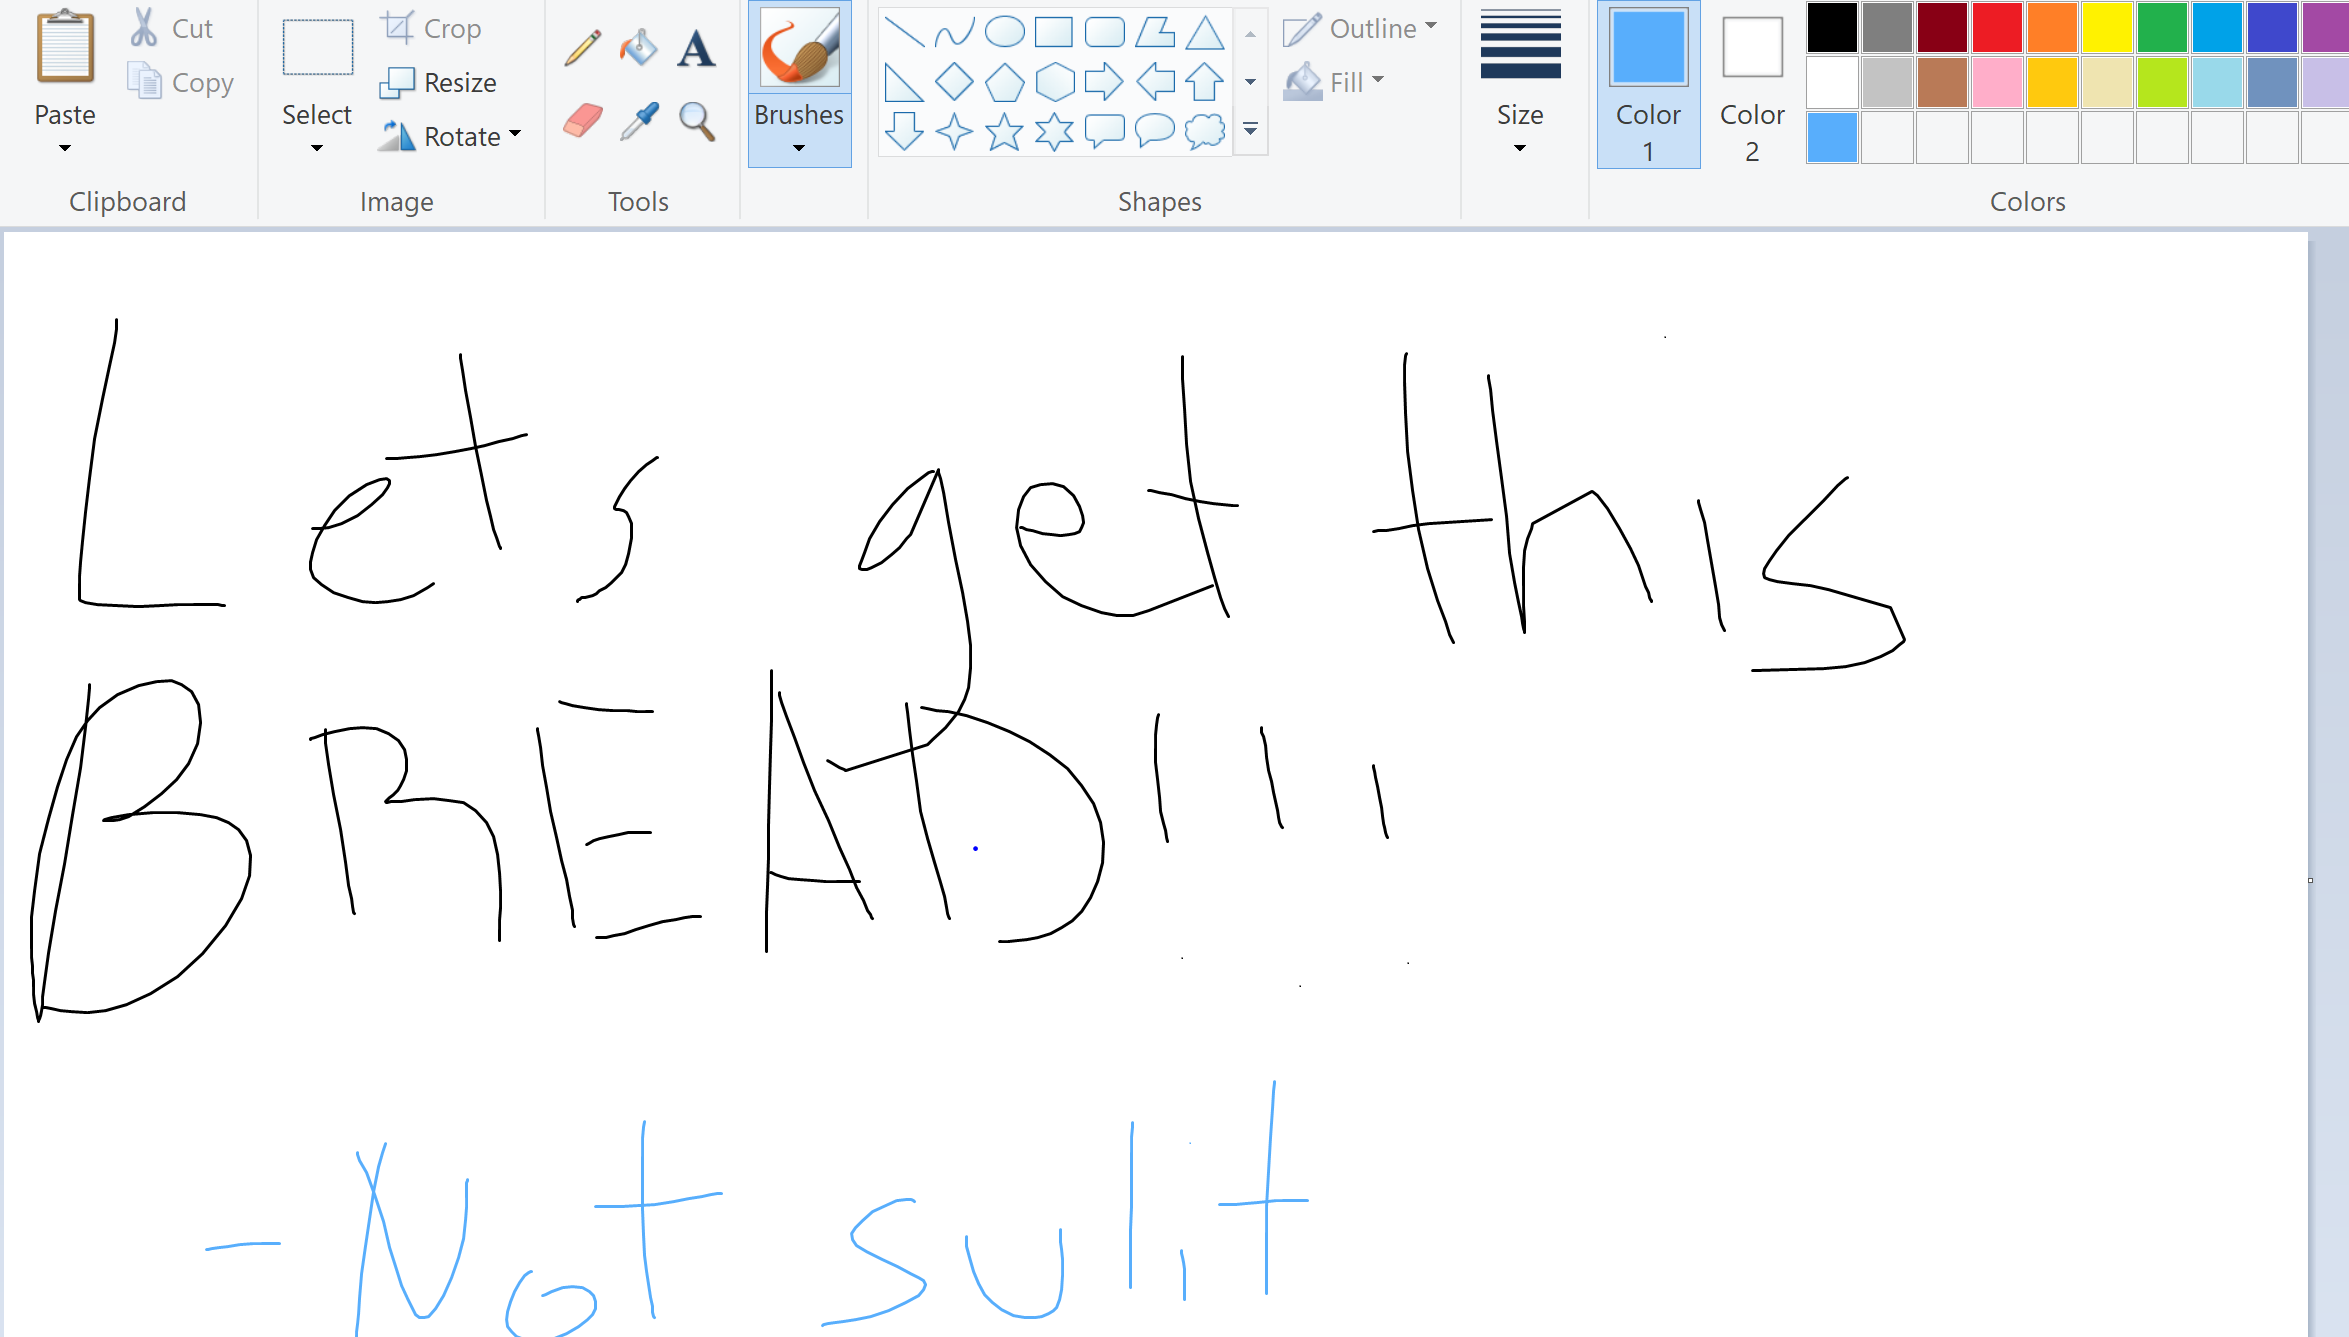 Cut
Copy
Paste
Clipboard
Crop
Resize
Rotate
Select
Image
Tools
Brushes
Shapes
Outline
Fill
Size
Color 1
Color 2
Colors
Lets get this
BREAD!!!
- Not sulit